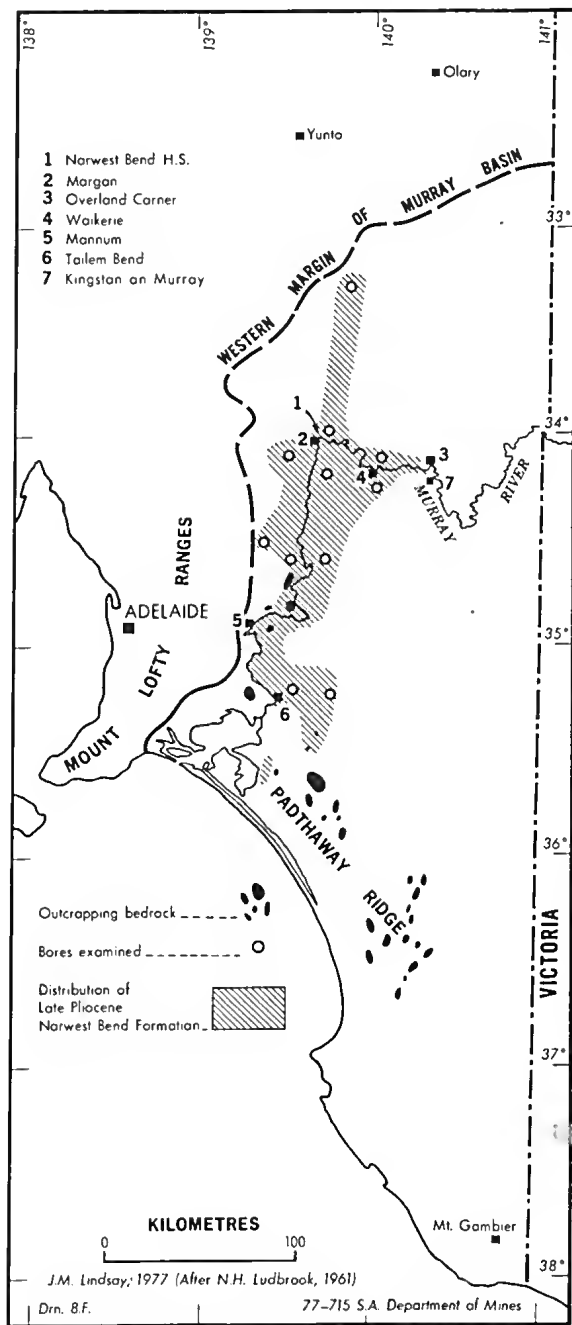 138°
139°
140°
141°
Olary
Yunta
1 Norwest Bend H.S.
2 Morgan
3 Overland Corner
4 Waikerie
5 Mannum
6 Tailem Bend
7 Kingston on Murray
WESTERN MARGIN OF MURRAY BASIN
33°
1
34°
2
3
4
7
MURRAY RIVER
MOUNT LOFTY RANGES
ADELAIDE
5
35°
6
PADTHAWAY RIDGE
36°
Outcrapping bedrock
Bores examined
VICTORIA
Distribution of
Late Pliocene
Norwest Bend Formation
37°
KILOMETRES
0 100
Mt. Gambier
38°
J.M. Lindsay, 1977 (After N.H. Ludbrook, 1961)
Drn. B.F. 77-715 S.A. Department of Mines